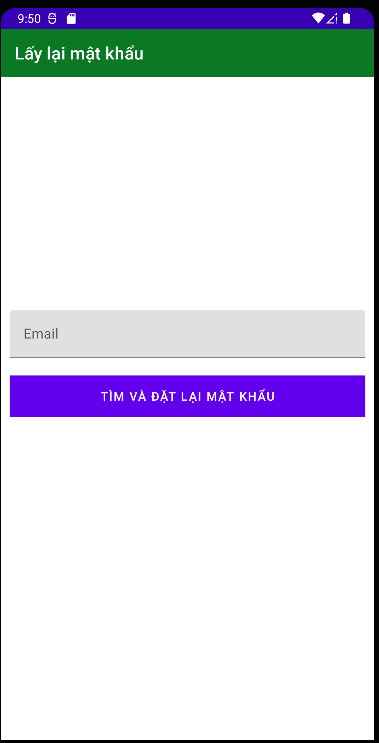 9:50
Lấy lại mật khẩu
Email
TÌM VÀ ĐẶT LẠI MẬT KHẨU